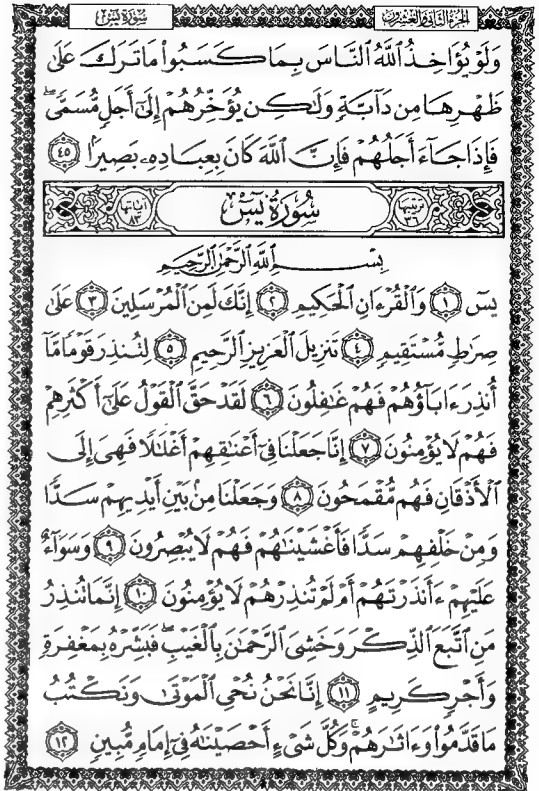 سورة يس
الجزء الثاني والعشرون
وَلَوْ يُؤَاخِذُ ٱللَّهُ ٱلنَّاسَ بِمَا كَسَبُوا۟ مَا تَرَكَ عَلَىٰ
ظَهْرِهَا مِن دَآبَّةٍ وَلَٰكِن يُؤَخِّرُهُمْ إِلَىٰٓ أَجَلٍ مُّسَمًّى ۖ
فَإِذَا جَآءَ أَجَلُهُمْ فَإِنَّ ٱللَّهَ كَانَ بِعِبَادِهِۦ بَصِيرًۢا ٤٥
ترتيبها ٣٦ سُورَةُ يسٓ آياتها ٨٣
بِسْمِ ٱللَّهِ ٱلرَّحْمَٰنِ ٱلرَّحِيمِ
يسٓ ١ وَٱلْقُرْءَانِ ٱلْحَكِيمِ ٢ إِنَّكَ لَمِنَ ٱلْمُرْسَلِينَ ٣ عَلَىٰ
صِرَٰطٍ مُّسْتَقِيمٍ ٤ تَنزِيلَ ٱلْعَزِيزِ ٱلرَّحِيمِ ٥ لِتُنذِرَ قَوْمًا مَّآ
أُنذِرَ ءَابَآؤُهُمْ فَهُمْ غَٰفِلُونَ ٦ لَقَدْ حَقَّ ٱلْقَوْلُ عَلَىٰٓ أَكْثَرِهِمْ
فَهُمْ لَا يُؤْمِنُونَ ٧ إِنَّا جَعَلْنَا فِىٓ أَعْنَٰقِهِمْ أَغْلَٰلًا فَهِىَ إِلَى
ٱلْأَذْقَانِ فَهُم مُّقْمَحُونَ ٨ وَجَعَلْنَا مِنۢ بَيْنِ أَيْدِيهِمْ سَدًّا
وَمِنْ خَلْفِهِمْ سَدًّا فَأَغْشَيْنَٰهُمْ فَهُمْ لَا يُبْصِرُونَ ٩ وَسَوَآءٌ
عَلَيْهِمْ ءَأَنذَرْتَهُمْ أَمْ لَمْ تُنذِرْهُمْ لَا يُؤْمِنُونَ ١٠ إِنَّمَا تُنذِرُ
مَنِ ٱتَّبَعَ ٱلذِّكْرَ وَخَشِىَ ٱلرَّحْمَٰنَ بِٱلْغَيْبِ ۖ فَبَشِّرْهُ بِمَغْفِرَةٍ
وَأَجْرٍ كَرِيمٍ ١١ إِنَّا نَحْنُ نُحْىِ ٱلْمَوْتَىٰ وَنَكْتُبُ
مَا قَدَّمُوا۟ وَءَاثَٰرَهُمْ ۚ وَكُلَّ شَىْءٍ أَحْصَيْنَٰهُ فِىٓ إِمَامٍ مُّبِينٍ ١٢